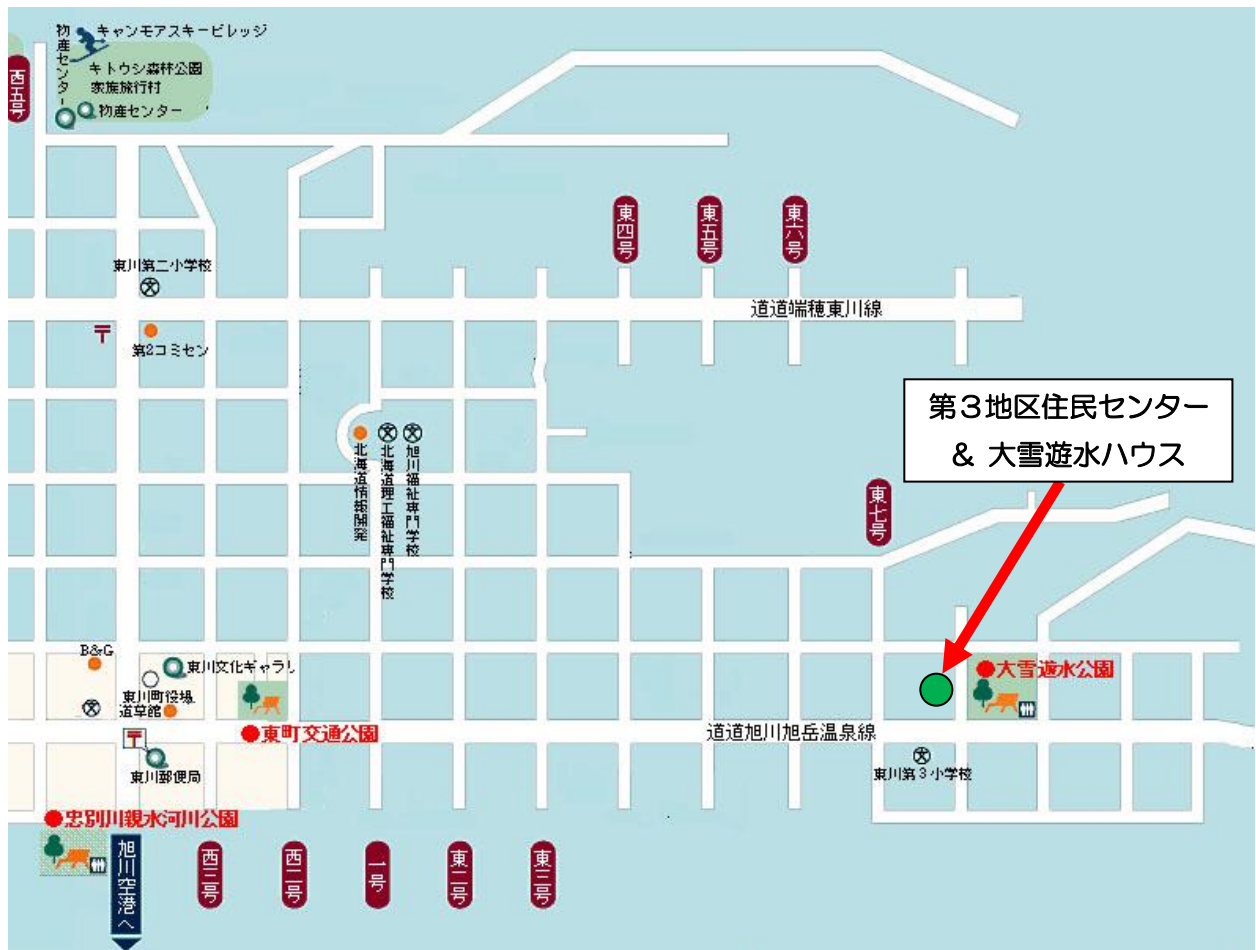 物産センター
キャンモアスキービレッジ
西五号
キトウシ森林公園
家族旅行村
物産センター
東四号
東五号
東六号
東川第二小学校
道道端穂東川線
〒
第2コミセン
第3地区住民センター
& 大雪遊水ハウス
北海道情報開発
北海道理工福祉専門学校
旭川福祉専門学校
東七号
B&G
東川文化ギャラリ
大雪遊水公園
東川町役場
道草館
東町交通公園
道道旭川旭岳温泉線
〒
東川郵便局
東川第3小学校
忠別川親水河川公園
旭川空港へ
西三号
西二号
一号
東二号
東三号